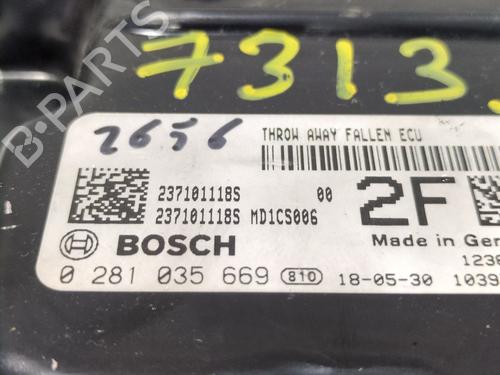 7313
2656
THROW AWAY FALLEN ECU
237101118S 00
237101118S MD1CS006
2F
BOSCH
Made in Ger
0 281 035 669 810 18-05-30 1039
1236
B-PARTS